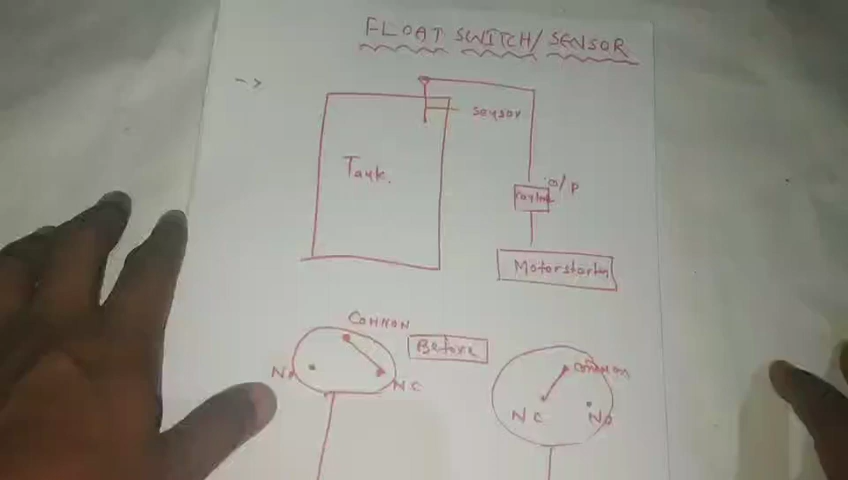 FLOAT SWITCH/SENSOR
->
Sensor
Tank.
o/p
Motorstarter
COMMON
Before
No
NC
Common
NC
No